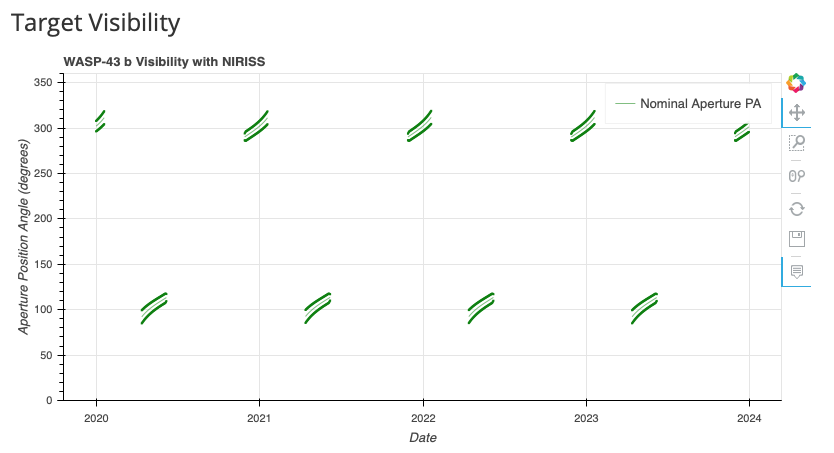 Target Visibility
WASP-43 b Visibility with NIRISS
Nominal Aperture PA
Aperture Position Angle (degrees)
350
300
250
200
150
100
50
0
2020 2021 2022 2023 2024
Date